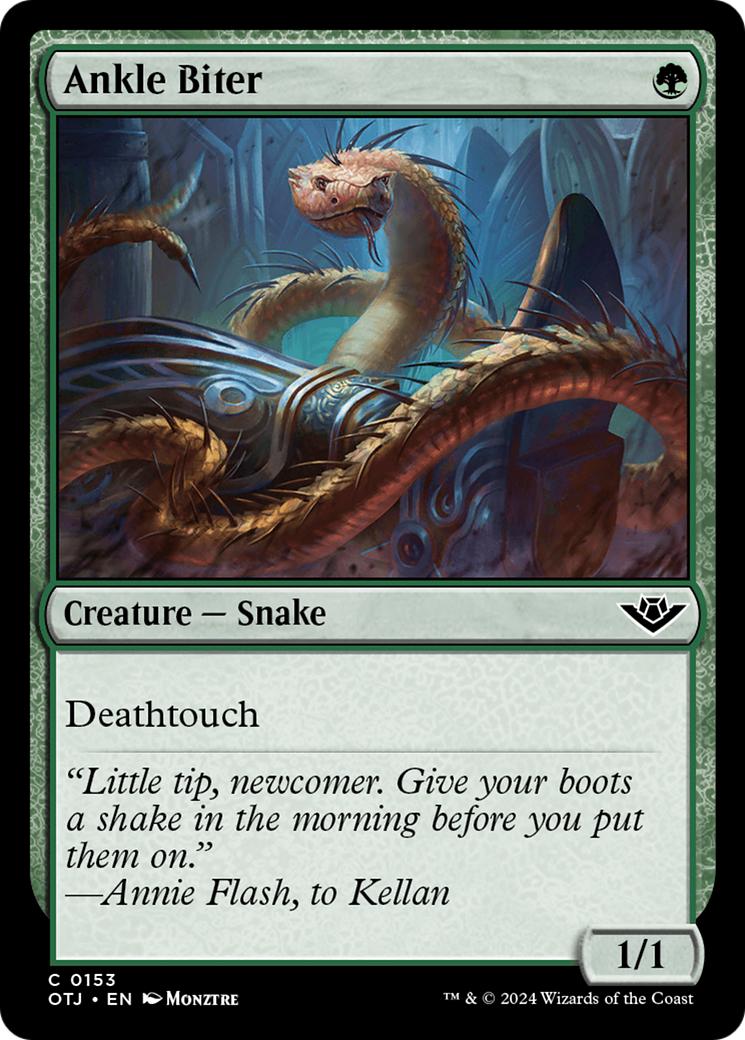 Ankle Biter
Creature — Snake
Deathtouch
“Little tip, newcomer. Give your boots
a shake in the morning before you put
them on.”
—Annie Flash, to Kellan
1/1
C 0153
OTJ • EN Monztre
™ & © 2024 Wizards of the Coast